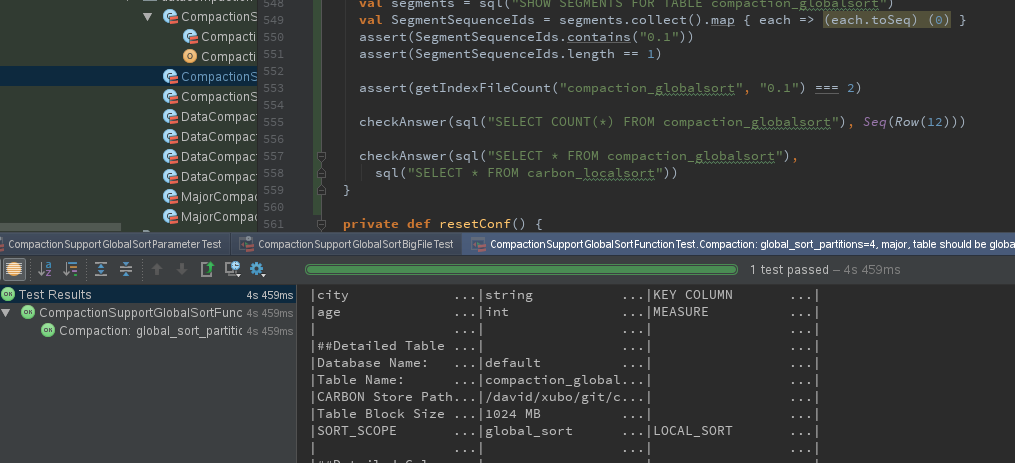 CompactionS
Compacti
Compacti
CompactionS
CompactionS
DataCompac
DataCompac
DataCompac
DataCompac
MajorCompac
MajorCompac
548 val segments = sql("SHOW SEGMENTS FOR TABLE compaction_globalsort")
549 val SegmentSequenceIds = segments.collect().map { each => (each.toSeq) (0) }
550 assert(SegmentSequenceIds.contains("0.1"))
551 assert(SegmentSequenceIds.length == 1)
552
553 assert(getIndexFileCount("compaction_globalsort", "0.1") === 2)
554
555 checkAnswer(sql("SELECT COUNT(*) FROM compaction_globalsort"), Seq(Row(12)))
556
557 checkAnswer(sql("SELECT * FROM compaction_globalsort"),
558 sql("SELECT * FROM carbon_localsort"))
559 }
560
561 private def resetConf() {
CompactionSupportGlobalSortParameterTest CompactionSupportGlobalSortBigFileTest CompactionSupportGlobalSortFunctionTest.Compaction: global_sort_partitions=4, major, table should be globa
1 test passed – 4s 459ms
Test Results 4s 459ms
CompactionSupportGlobalSortFunc 4s 459ms
Compaction: global_sort_partitio 4s 459ms
|city ...|string ...|KEY COLUMN ...|
|age ...|int ...|MEASURE ...|
| ...| ...| ...|
|##Detailed Table ...| ...| ...|
|Database Name: ...|default ...| ...|
|Table Name: ...|compaction_global...| ...|
|CARBON Store Path...|/david/xubo/git/c...| ...|
|Table Block Size ...|1024 MB ...| ...|
|SORT_SCOPE ...|global_sort ...|LOCAL_SORT ...|
| ...| ...| ...|